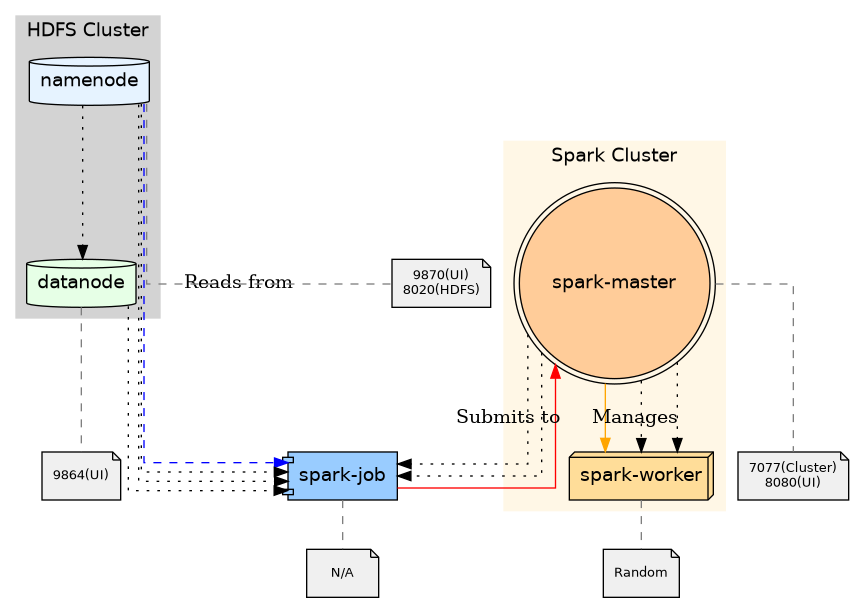 HDFS Cluster
namenode
Spark Cluster
datanode
Reads from
9870(UI)
8020(HDFS)
spark-master
Submits to
Manages
9864(UI)
spark-job
spark-worker
7077(Cluster)
8080(UI)
N/A
Random